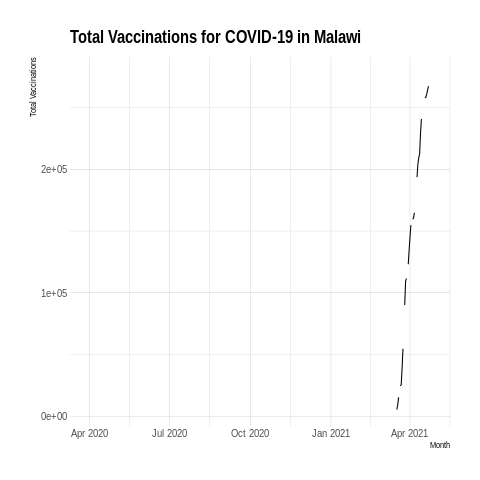 Total Vaccinations for COVID-19 in Malawi
Total Vaccinations
2e+05
1e+05
0e+00
Apr 2020 Jul 2020 Oct 2020 Jan 2021 Apr 2021
Month